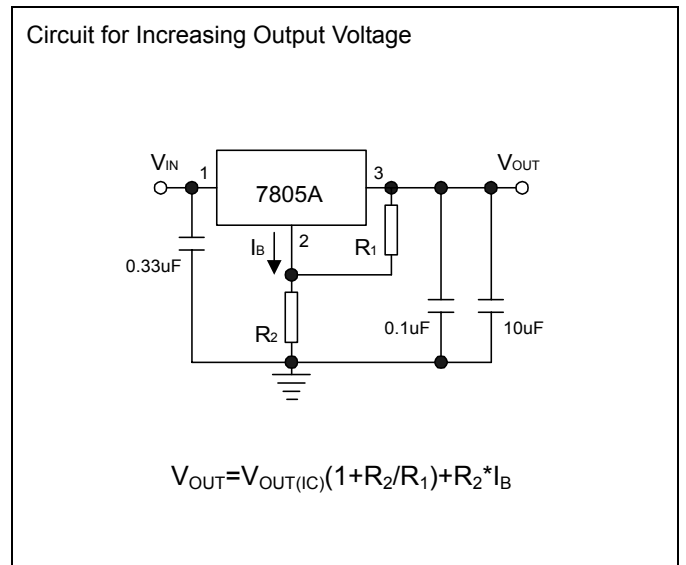 Circuit for Increasing Output Voltage
VIN
1
7805A
3
VOUT
IB
2
R1
0.33uF
R2
0.1uF
10uF
VOUT=VOUT(IC)(1+R2/R1)+R2*IB